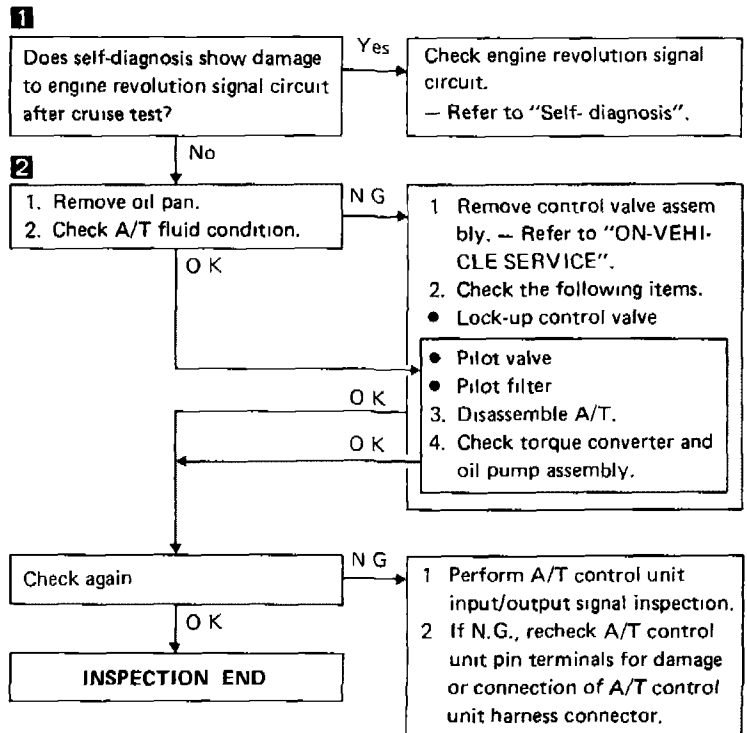 1
Does self-diagnosis show damage
to engine revolution signal circuit
after cruise test?
Yes
Check engine revolution signal
circuit.
— Refer to "Self- diagnosis".
No
2
1. Remove oil pan.
2. Check A/T fluid condition.
N G
O K
1 Remove control valve assem
bly. — Refer to "ON-VEHI-
CLE SERVICE".
2. Check the following items.
● Lock-up control valve
● Pilot valve
● Pilot filter
3. Disassemble A/T.
4. Check torque converter and
oil pump assembly.
O K
O K
Check again
N G
O K
1 Perform A/T control unit
input/output signal inspection.
2 If N.G., recheck A/T control
unit pin terminals for damage
or connection of A/T control
unit harness connector.
INSPECTION END